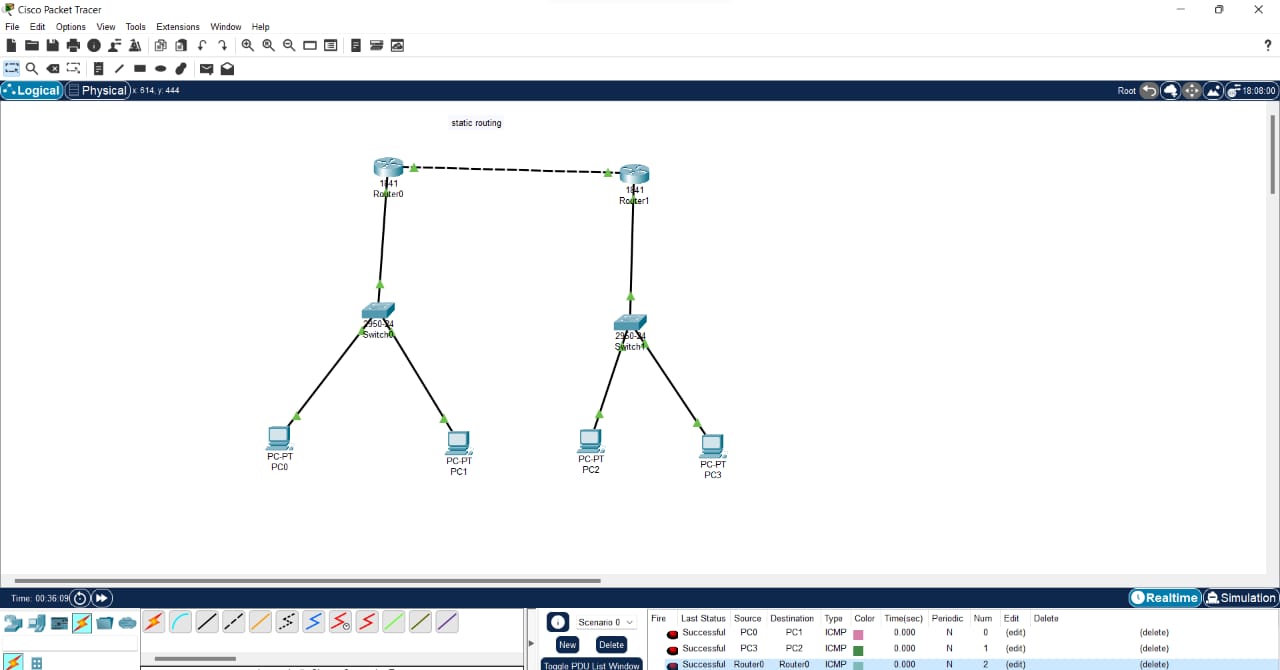 Cisco Packet Tracer
File Edit Options View Tools Extensions Window Help
?
Logical Physical x: 614, y: 444 Root 18:08:00
static routing
1841
Router0
1841
Router1
2950-24
Switch0
2950-24
Switch1
PC-PT
PC0
PC-PT
PC1
PC-PT
PC2
PC-PT
PC3
Time: 00:36:09 Realtime Simulation
Scenario 0
New Delete
Toggle PDU List Window
Fire Last Status Source Destination Type Color Time(sec) Periodic Num Edit Delete
Successful PC0 PC1 ICMP 0.000 N 0 (edit) (delete)
Successful PC3 PC2 ICMP 0.000 N 1 (edit) (delete)
Successful Router0 Router0 ICMP 0.000 N 2 (edit) (delete)